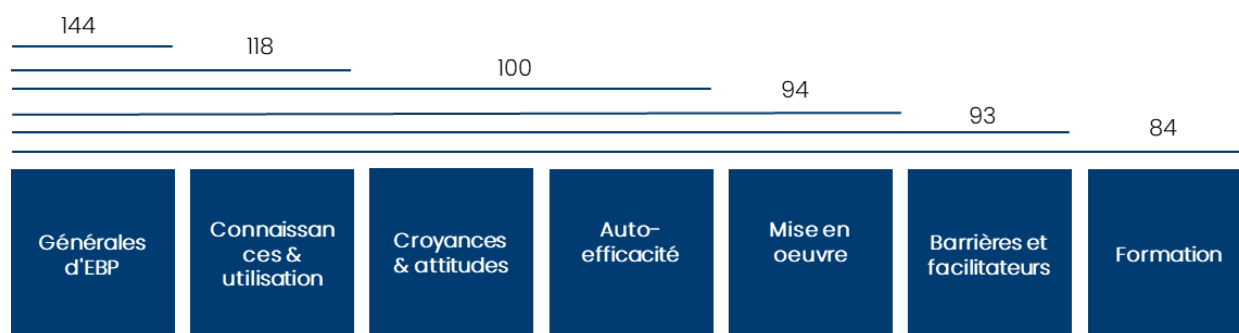 144
118
100
94
93
84
Générales
d'EBP
Connaissan
ces &
utilisation
Croyances
& attitudes
Auto-
efficacité
Mise en
oeuvre
Barrières et
facilitateurs
Formation